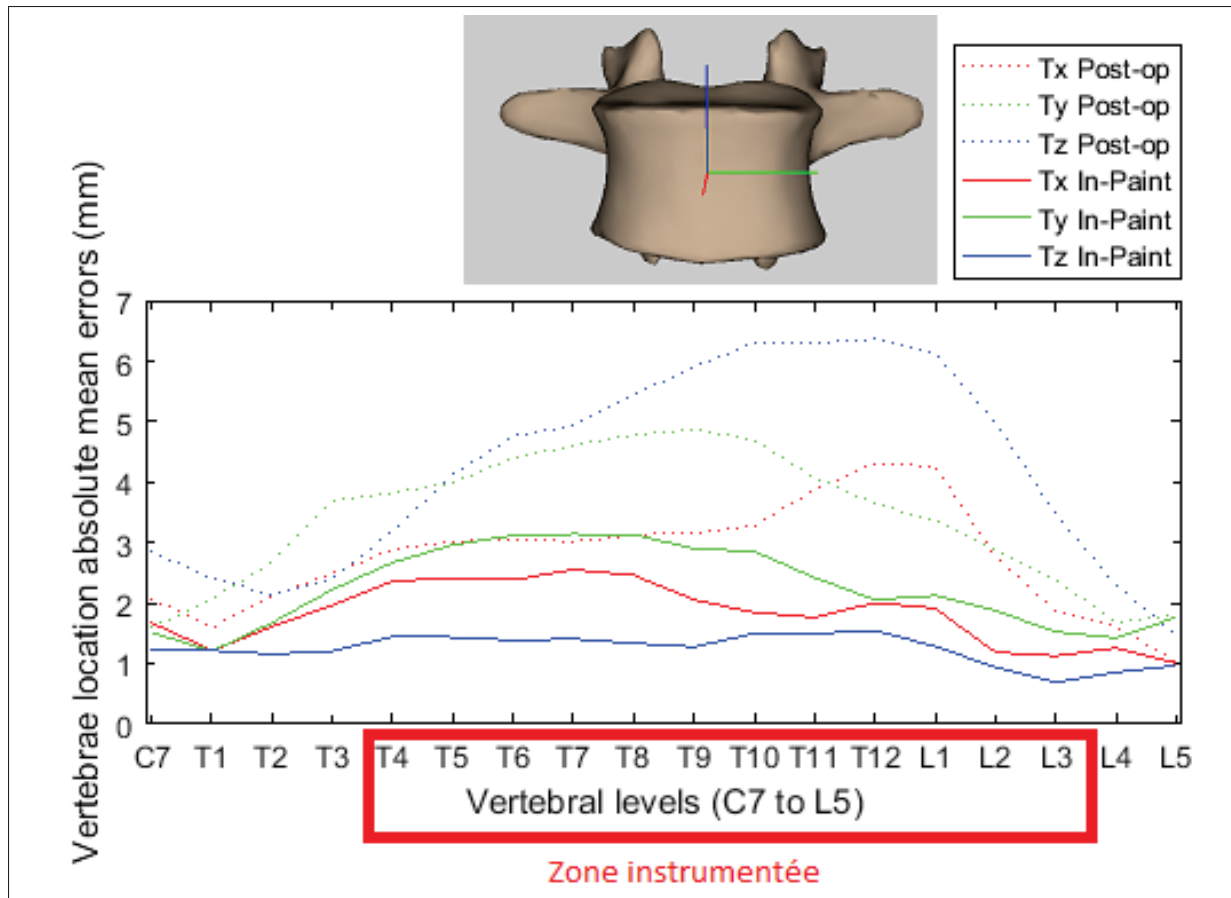 Tx Post-op
Ty Post-op
Tz Post-op
Tx In-Paint
Ty In-Paint
Tz In-Paint
Vertebrae location absolute mean errors (mm)
7
6
5
4
3
2
1
0
C7 T1 T2 T3 T4 T5 T6 T7 T8 T9 T10 T11 T12 L1 L2 L3 L4 L5
Vertebral levels (C7 to L5)
Zone instrumentée